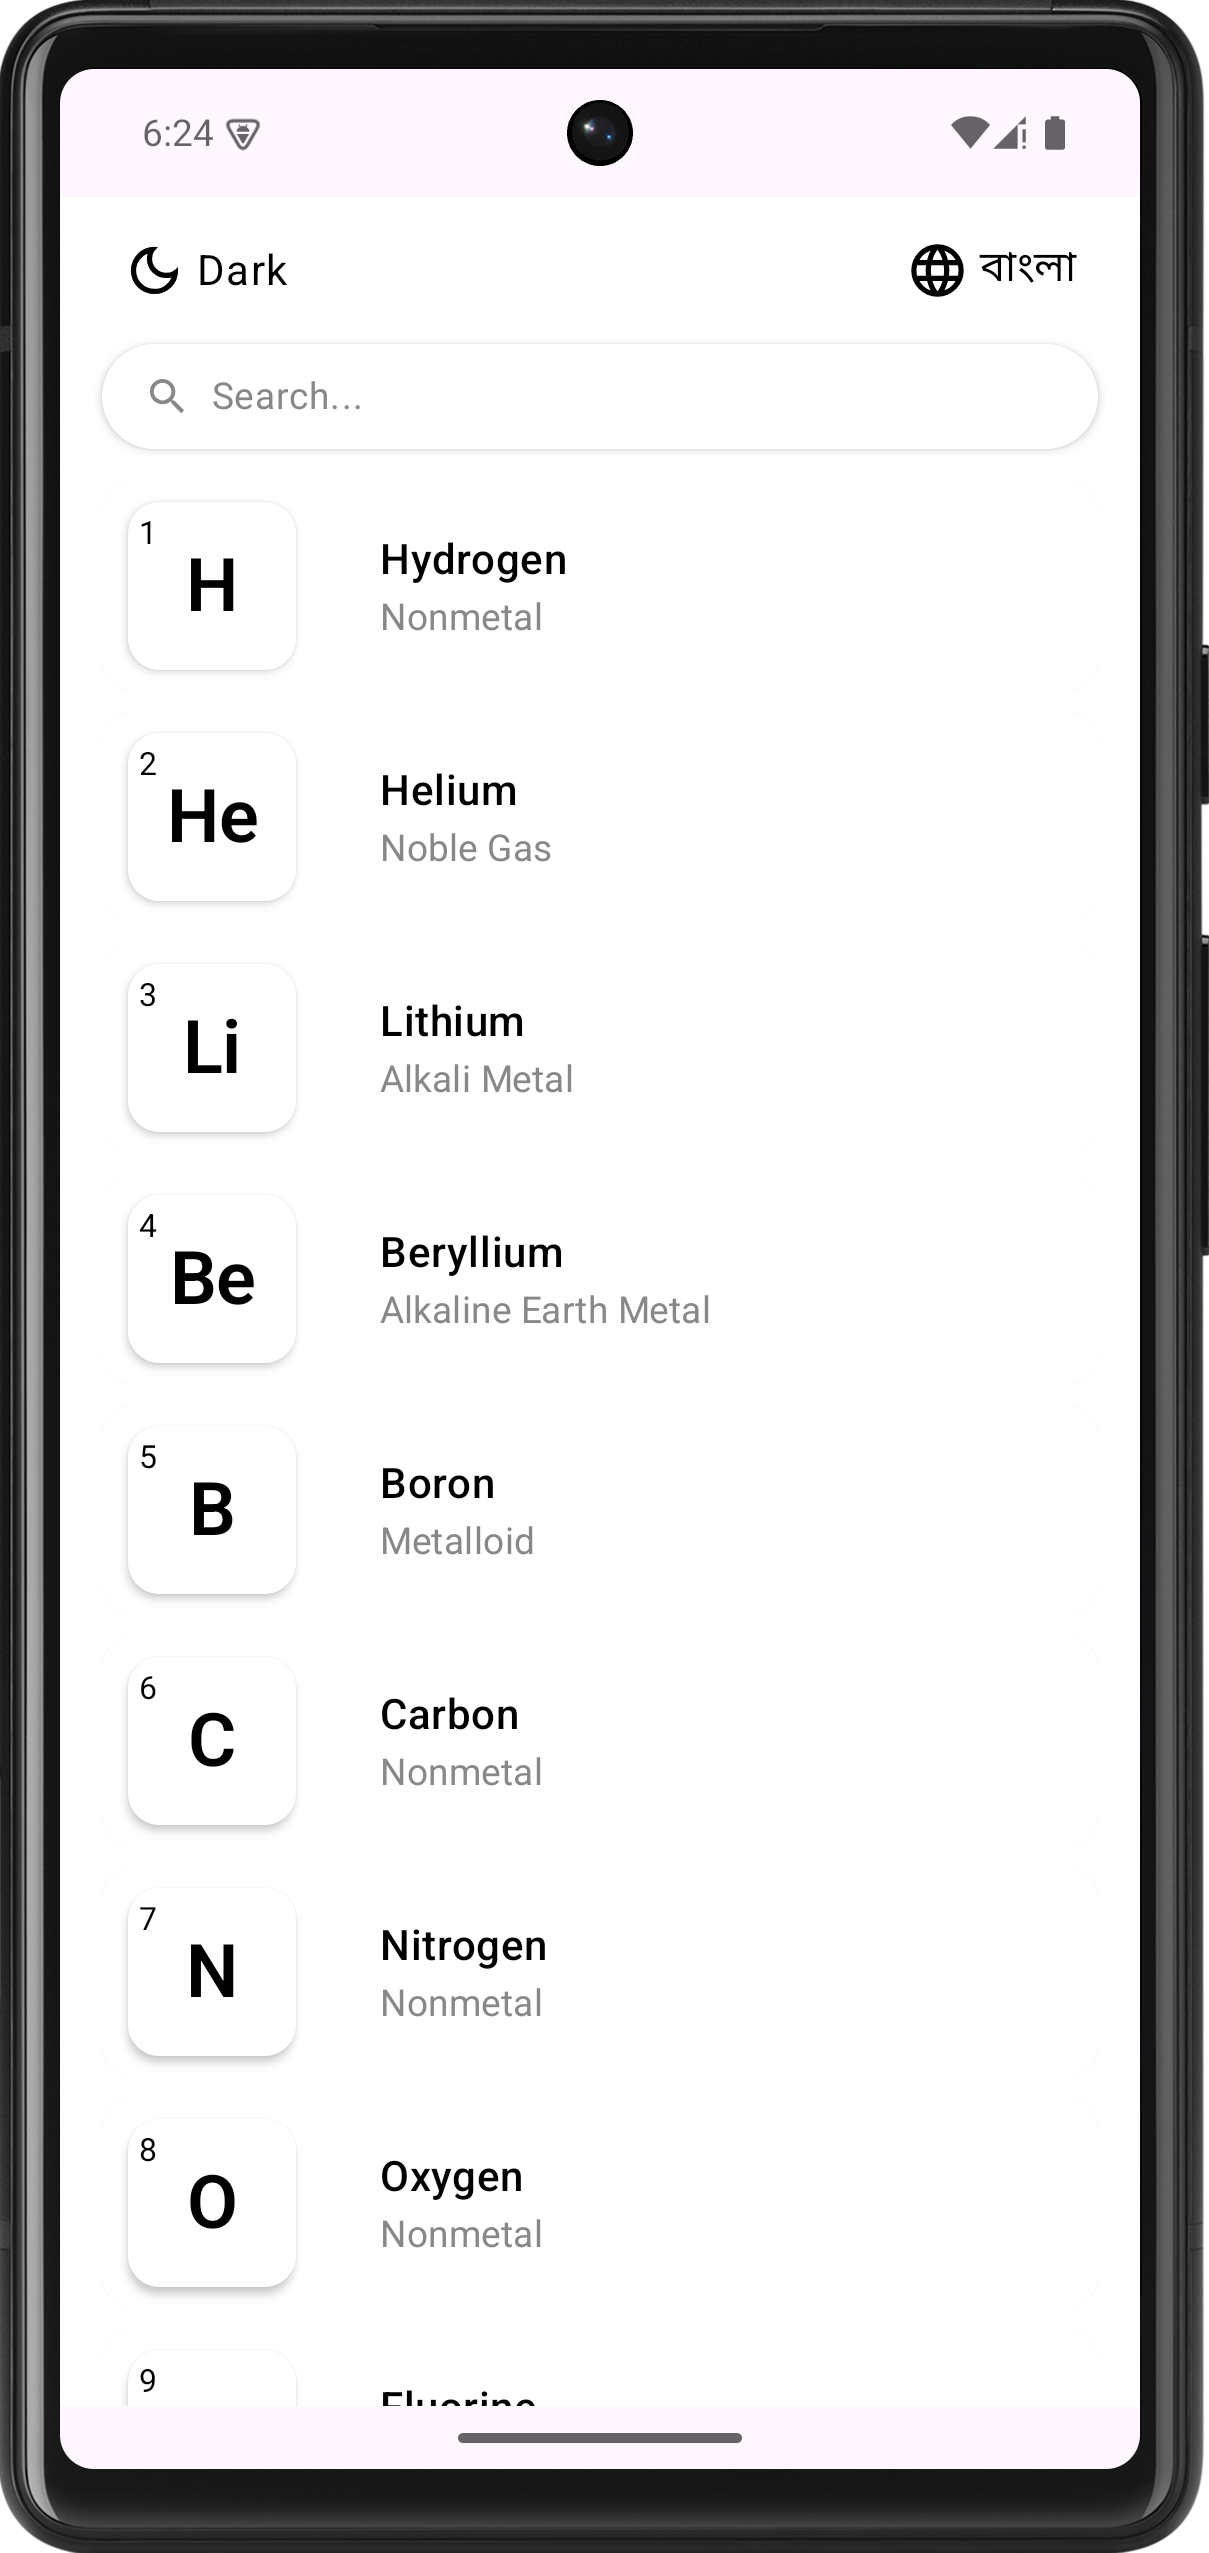 6:24
Dark
বাংলা
Search...
1
H
Hydrogen
Nonmetal
2
He
Helium
Noble Gas
3
Li
Lithium
Alkali Metal
4
Be
Beryllium
Alkaline Earth Metal
5
B
Boron
Metalloid
6
C
Carbon
Nonmetal
7
N
Nitrogen
Nonmetal
8
O
Oxygen
Nonmetal
9
Fluorine